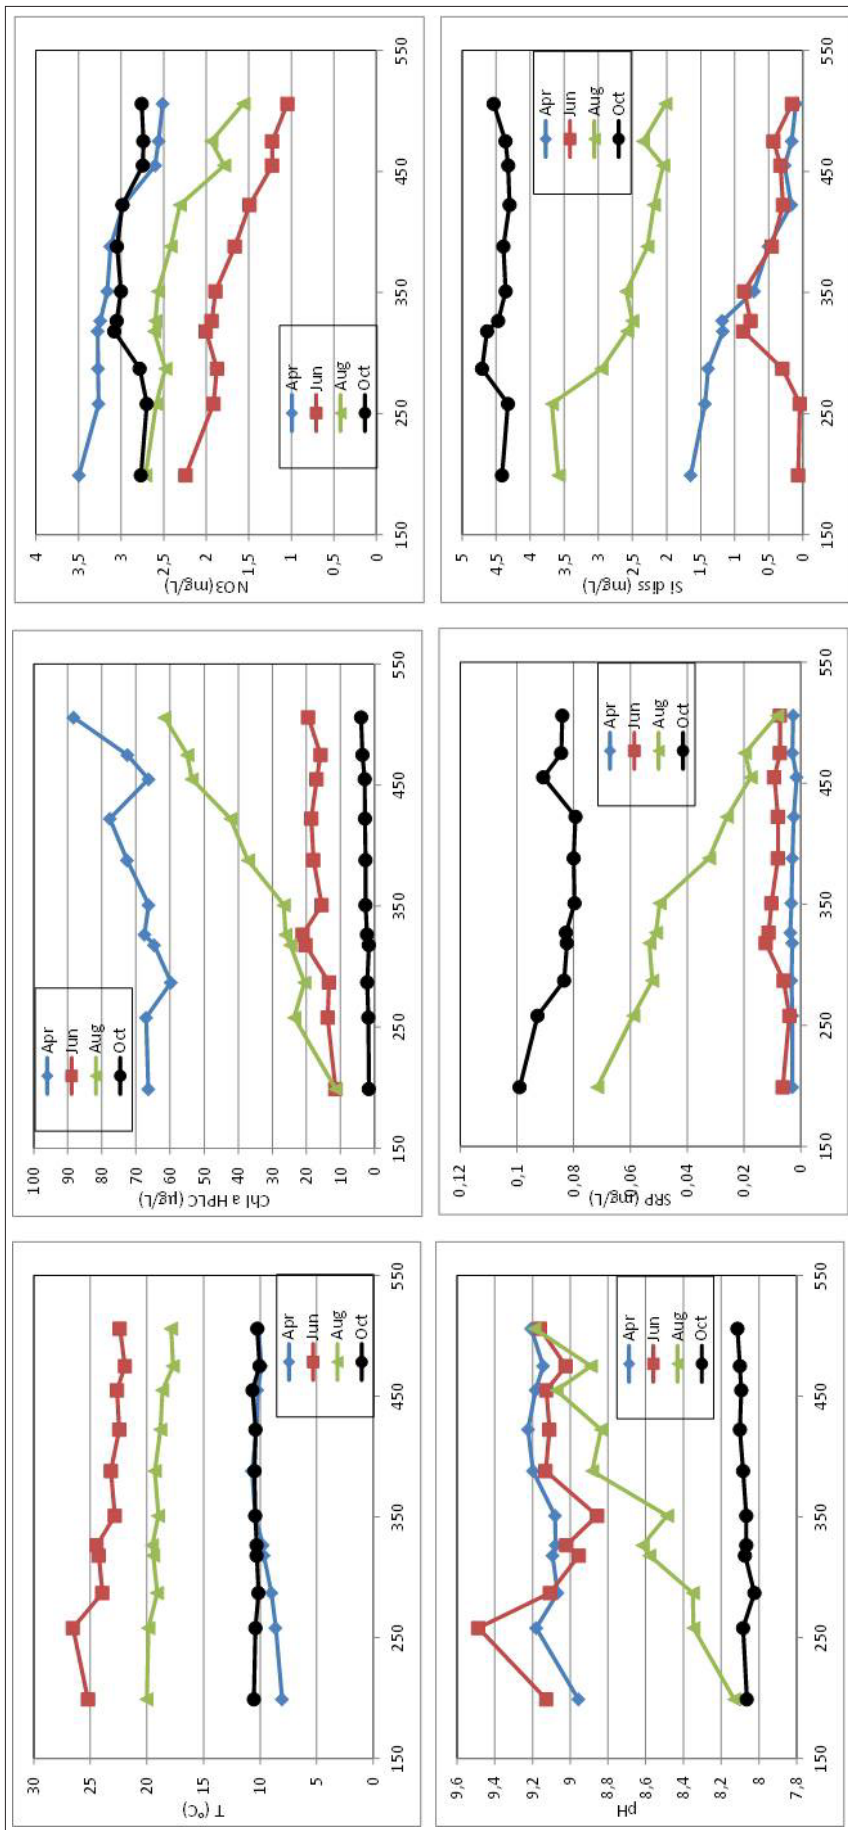 T (°C)
30
25
20
15
10
5
0
150 250 350 450 550
Apr
Jun
Aug
Oct
Chl a HPLC (µg/L)
100
90
80
70
60
50
40
30
20
10
0
150 250 350 450 550
Apr
Jun
Aug
Oct
NO3 (mg/L)
4
3,5
3
2,5
2
1,5
1
0,5
0
150 250 350 450 550
Apr
Jun
Aug
Oct
pH
9,6
9,4
9,2
9
8,8
8,6
8,4
8,2
8
7,8
150 250 350 450 550
Apr
Jun
Aug
Oct
SRP (mg/L)
0,12
0,1
0,08
0,06
0,04
0,02
0
150 250 350 450 550
Apr
Jun
Aug
Oct
Si diss (mg/L)
5
4,5
4
3,5
3
2,5
2
1,5
1
0,5
0
150 250 350 450 550
Apr
Jun
Aug
Oct